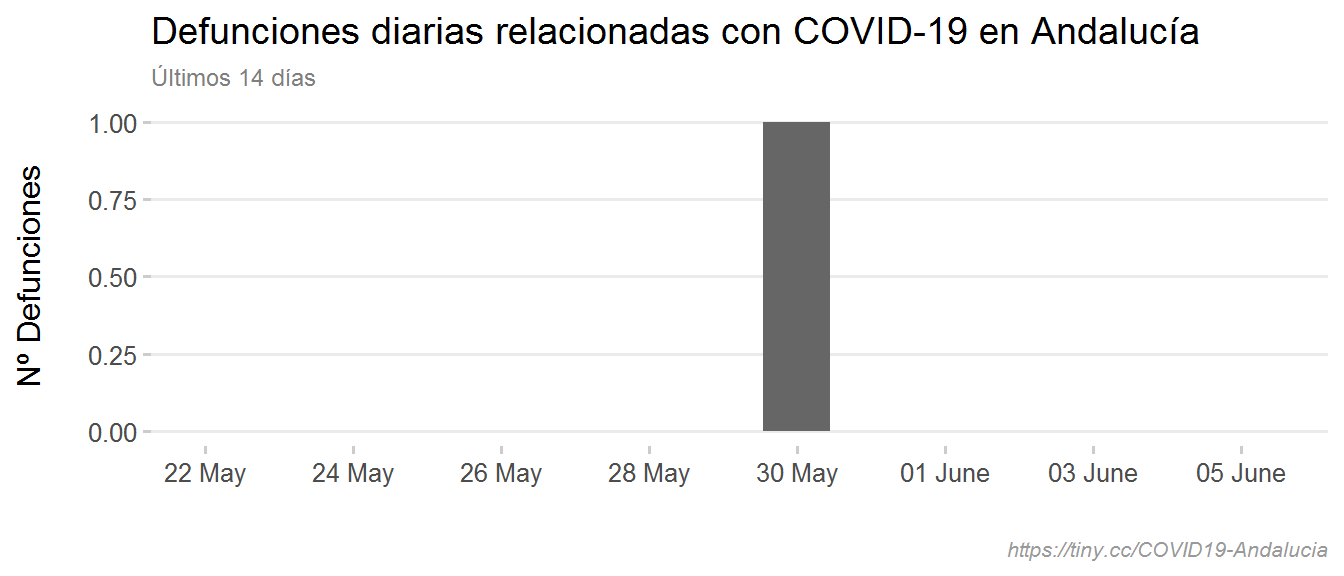 Defunciones diarias relacionadas con COVID-19 en Andalucía
Últimos 14 días
Nº Defunciones
1.00
0.75
0.50
0.25
0.00
22 May 24 May 26 May 28 May 30 May 01 June 03 June 05 June
https://tiny.cc/COVID19-Andalucia